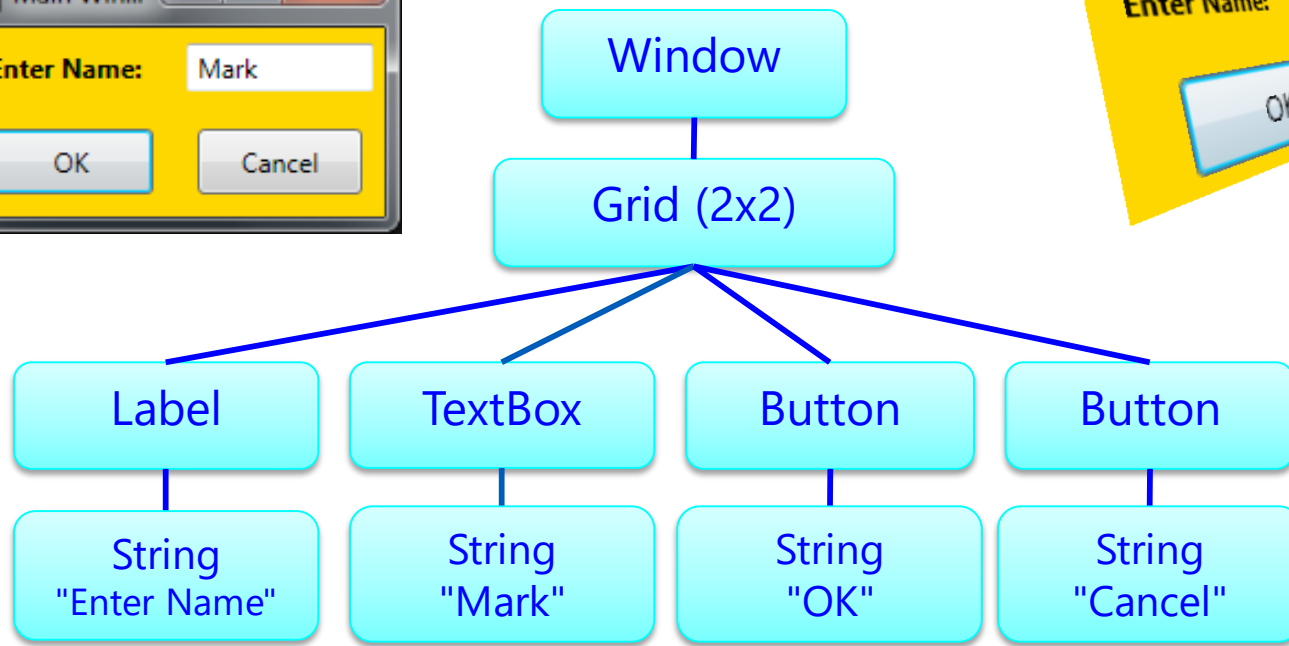 Enter Name:
Mark
OK
Cancel
Window
Enter Name:
Grid (2x2)
Label
TextBox
Button
Button
String
"Enter Name"
String
"Mark"
String
"OK"
String
"Cancel"